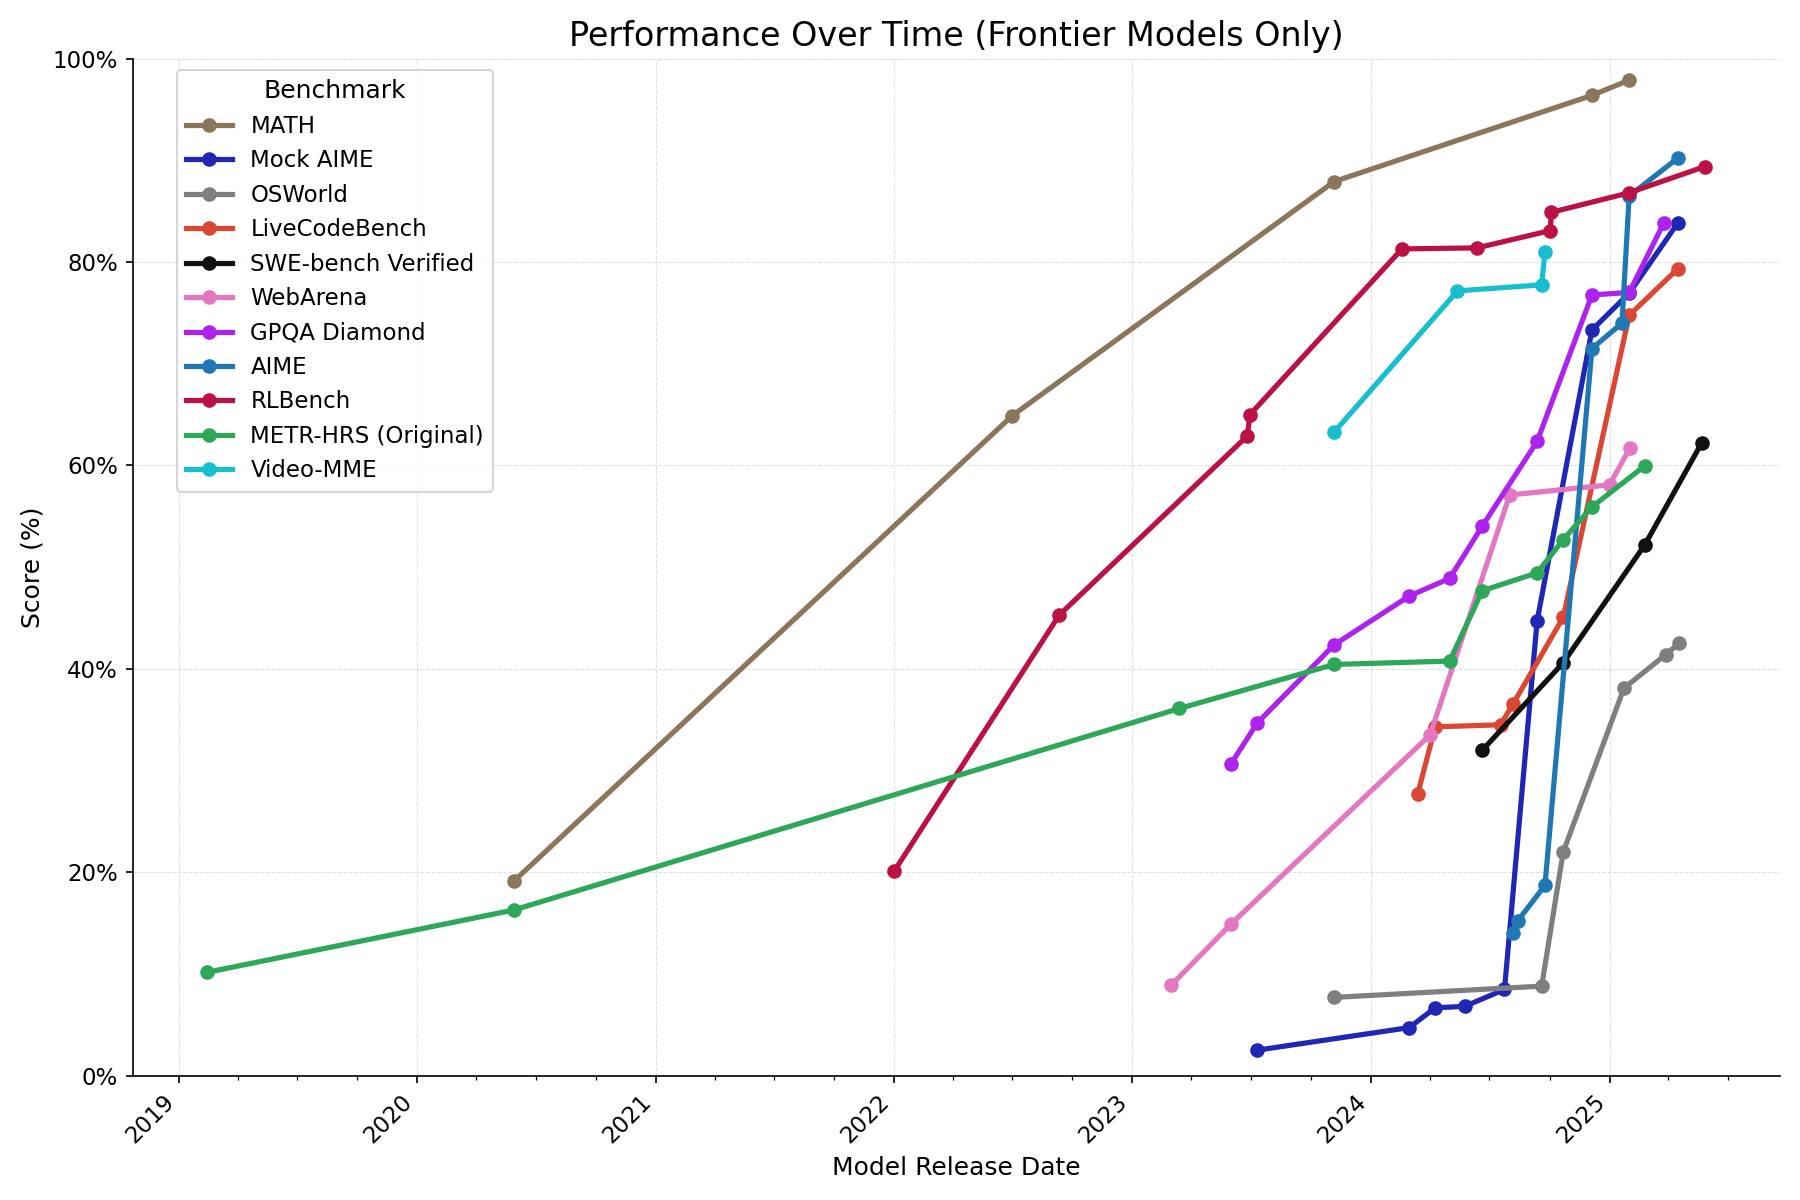 Performance Over Time (Frontier Models Only)
100%
80%
60%
40%
20%
0%
Score (%)
Benchmark
MATH
Mock AIME
OSWorld
LiveCodeBench
SWE-bench Verified
WebArena
GPQA Diamond
AIME
RLBench
METR-HRS (Original)
Video-MME
2019
2020
2021
2022
2023
2024
2025
Model Release Date